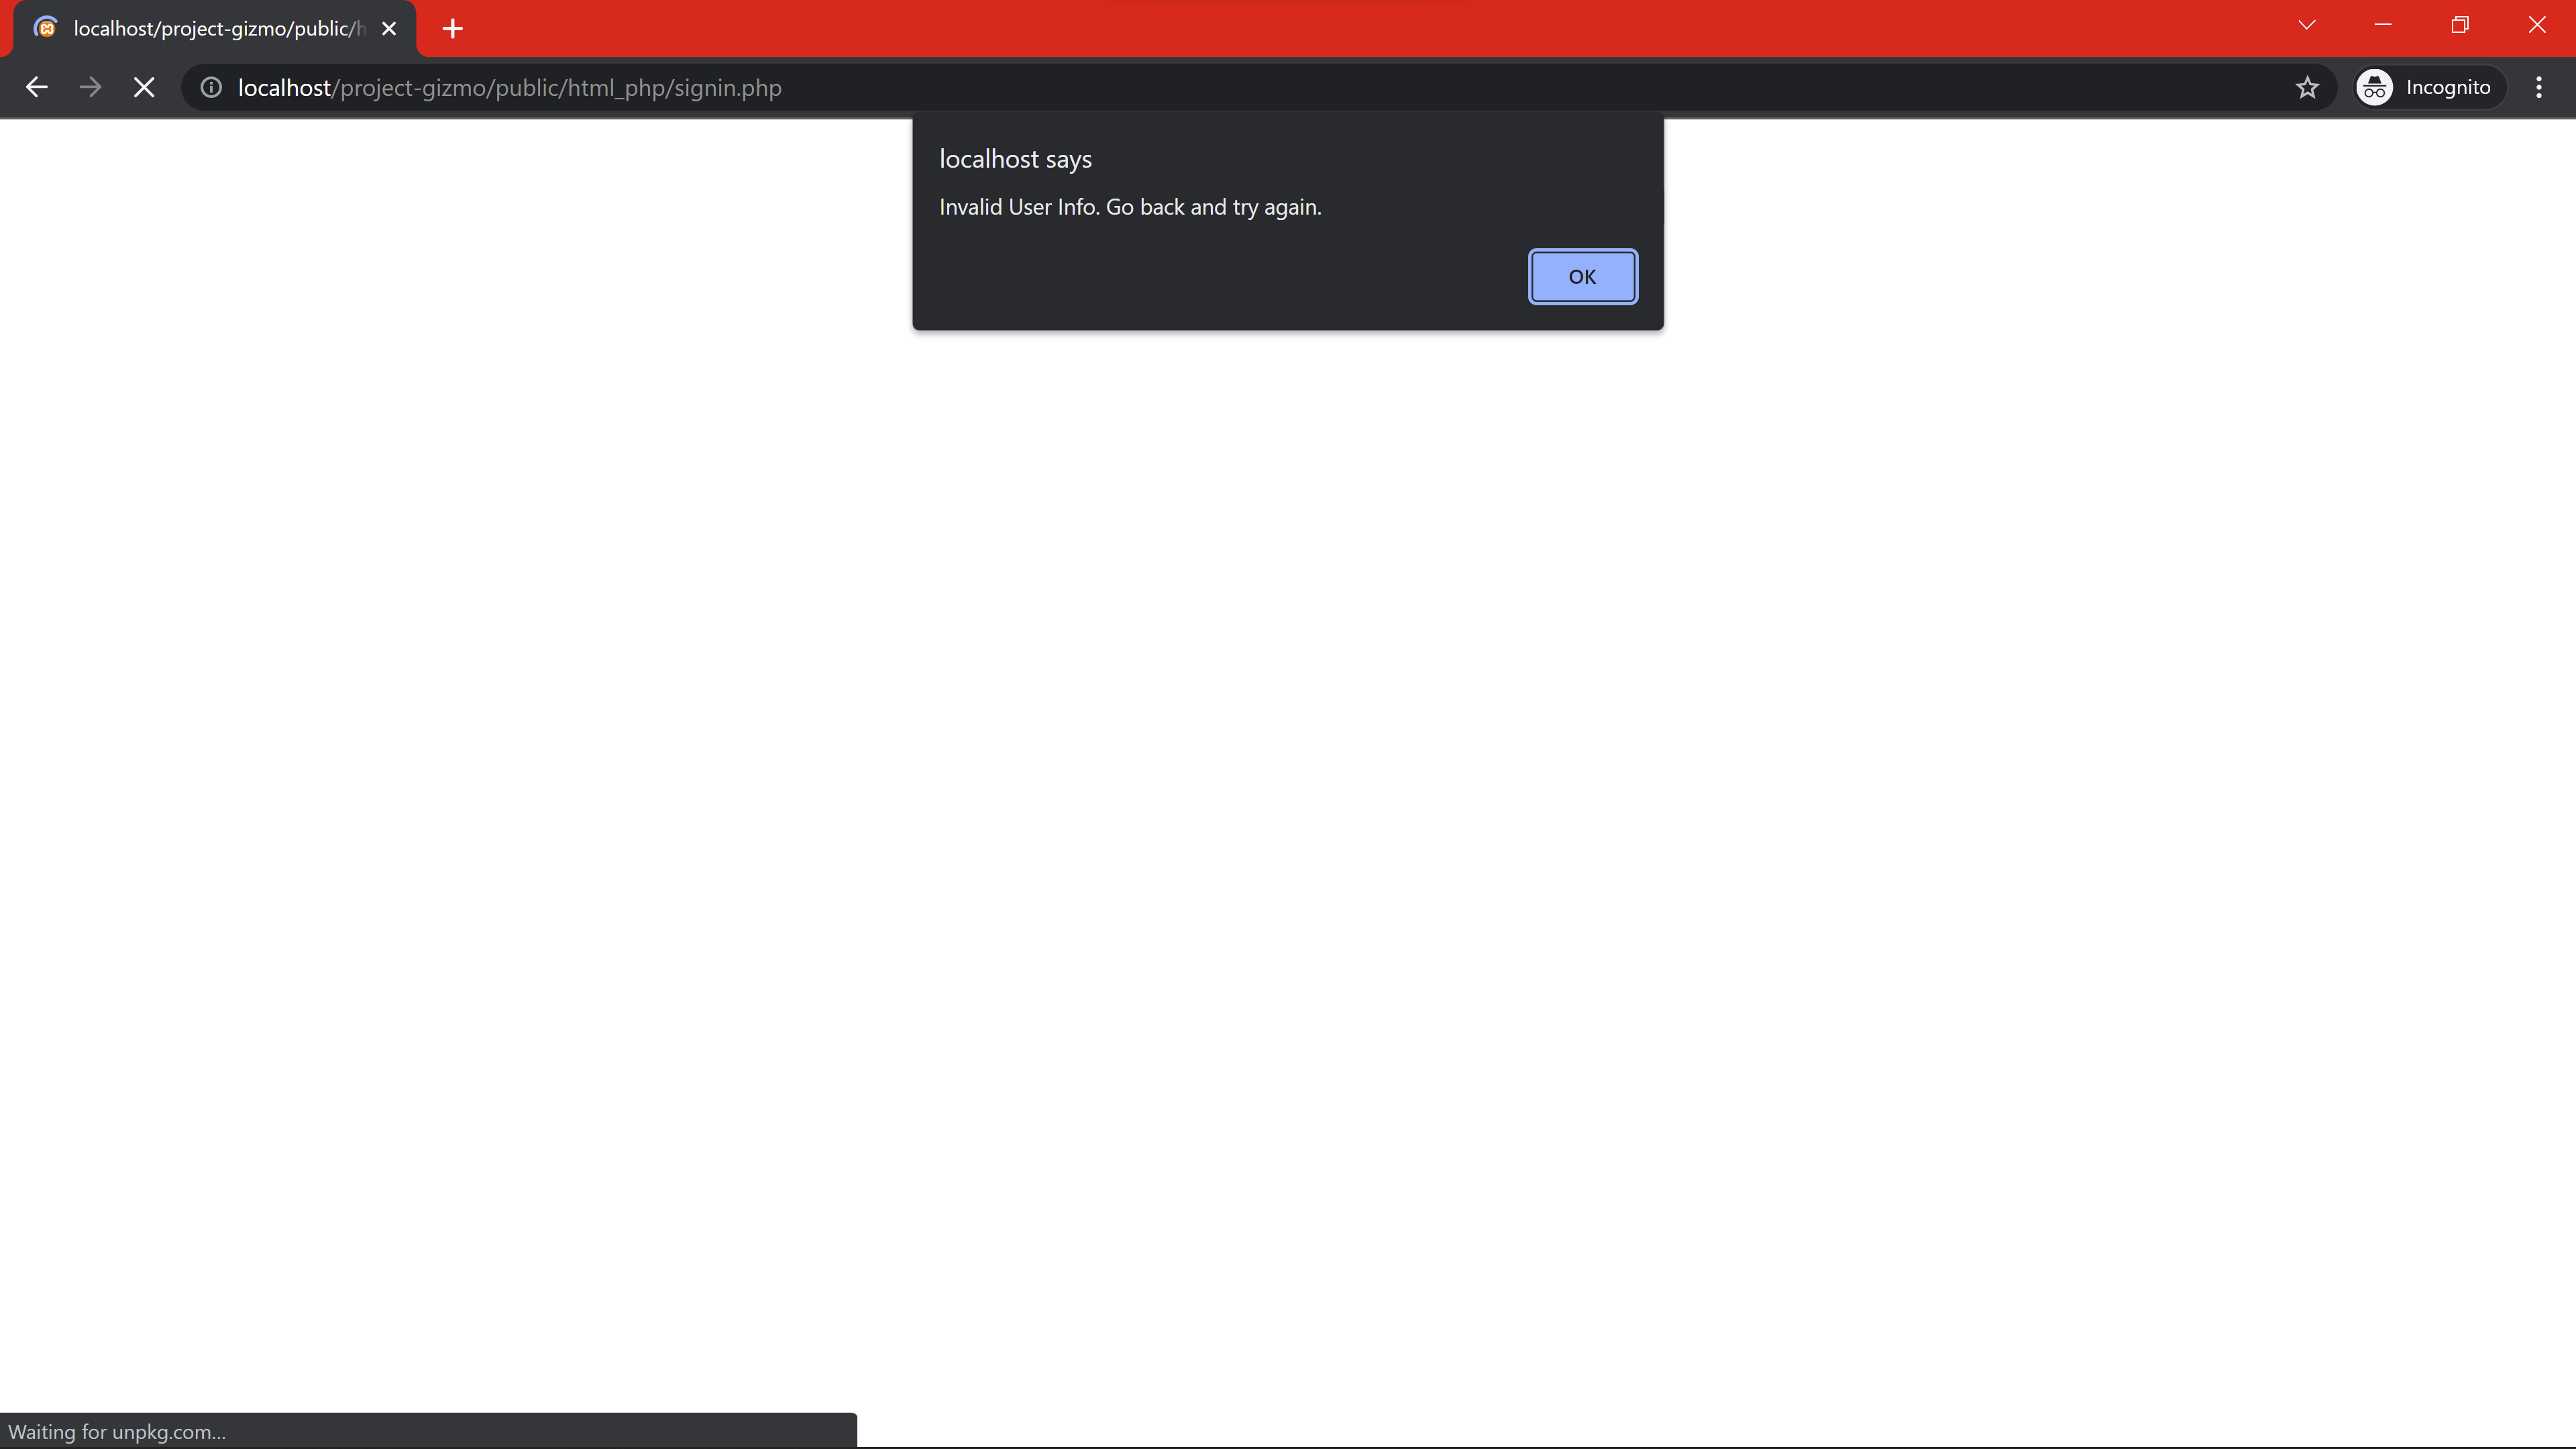 localhost/project-gizmo/public/h
localhost/project-gizmo/public/html_php/signin.php
Incognito
localhost says
Invalid User Info. Go back and try again.
OK
Waiting for unpkg.com...